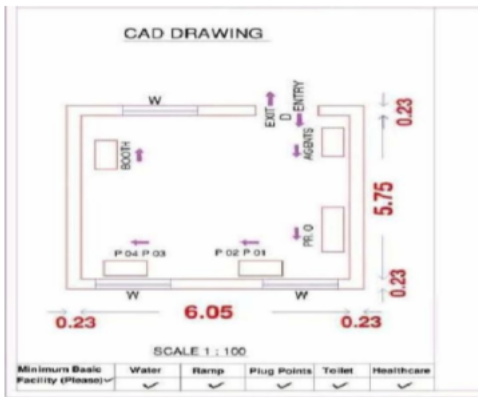 CAD DRAWING
W
EXIT
D
ENTRY
0.23
BOOTH
AGENTS
5.75
PR.O
P 04 P 03
P 02 P 01
W
W
0.23
0.23
6.05
0.23
SCALE 1 : 100
Minimum Basic Facility (Please)✓ Water Ramp Plug Points Toilet Healthcare
✓ ✓ ✓ ✓ ✓